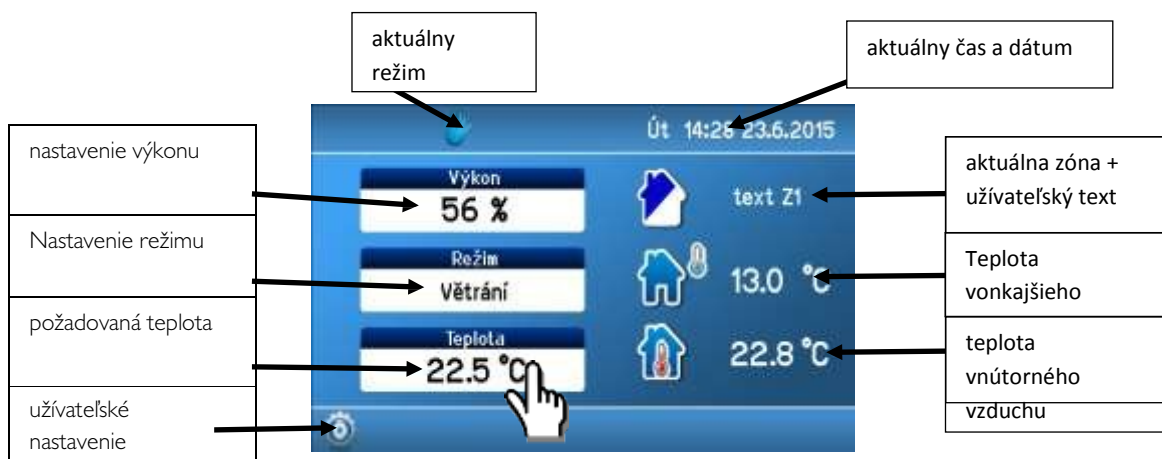 aktuálny
režim
aktuálny čas a dátum
nastavenie výkonu
Nastavenie režimu
požadovaná teplota
užívateľské
nastavenie
Út 14:28 23.6.2015
Výkon
56 %
Režim
Větrání
Teplota
22.5 °C
text Z1
13.0 °C
22.8 °C
aktuálna zóna +
užívateľský text
Teplota
vonkajšieho
teplota
vnútorného
vzduchu